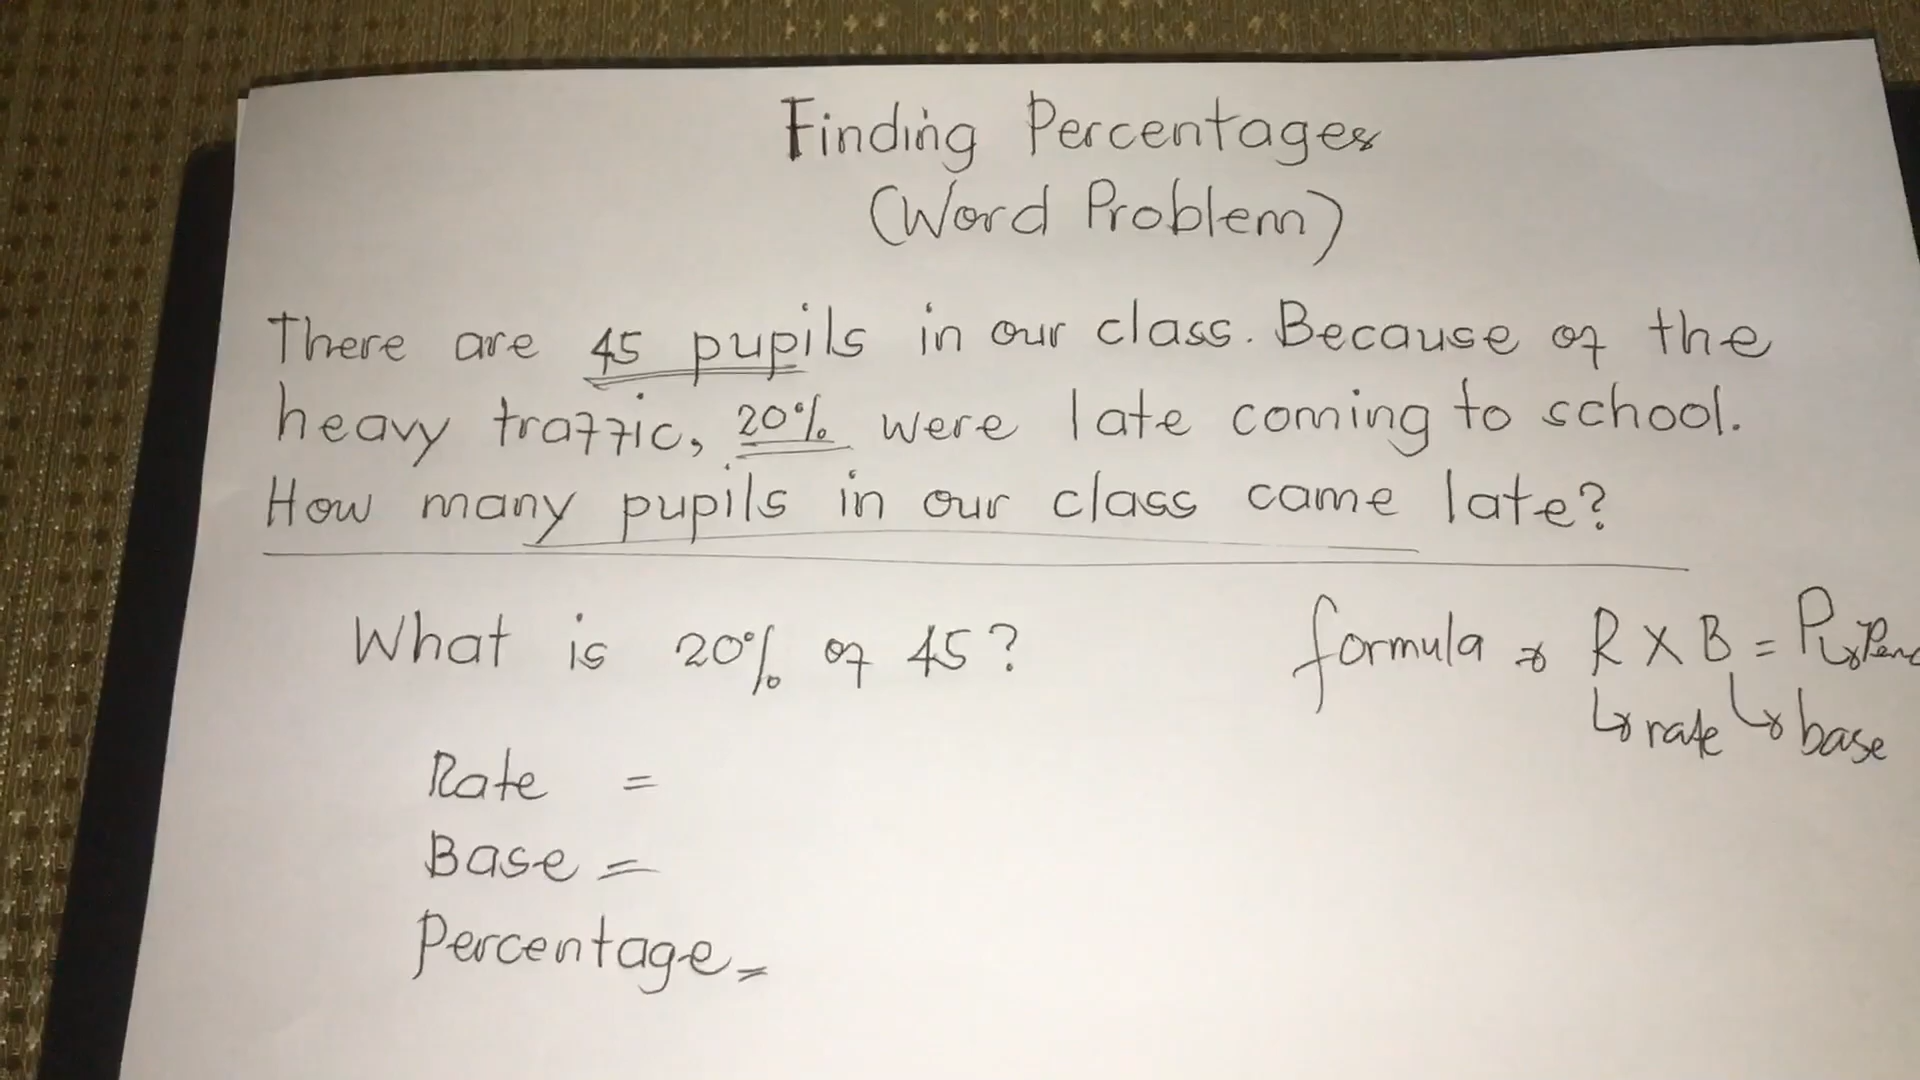 Finding Percentages
(Word Problem)
There are 45 pupils in our class. Because of the
heavy traffic, 20% were late coming to school.
How many pupils in our class came late?
What is 20% of 45?
formula → R X B = P
rate base
Rate =
Base =
Percentage =